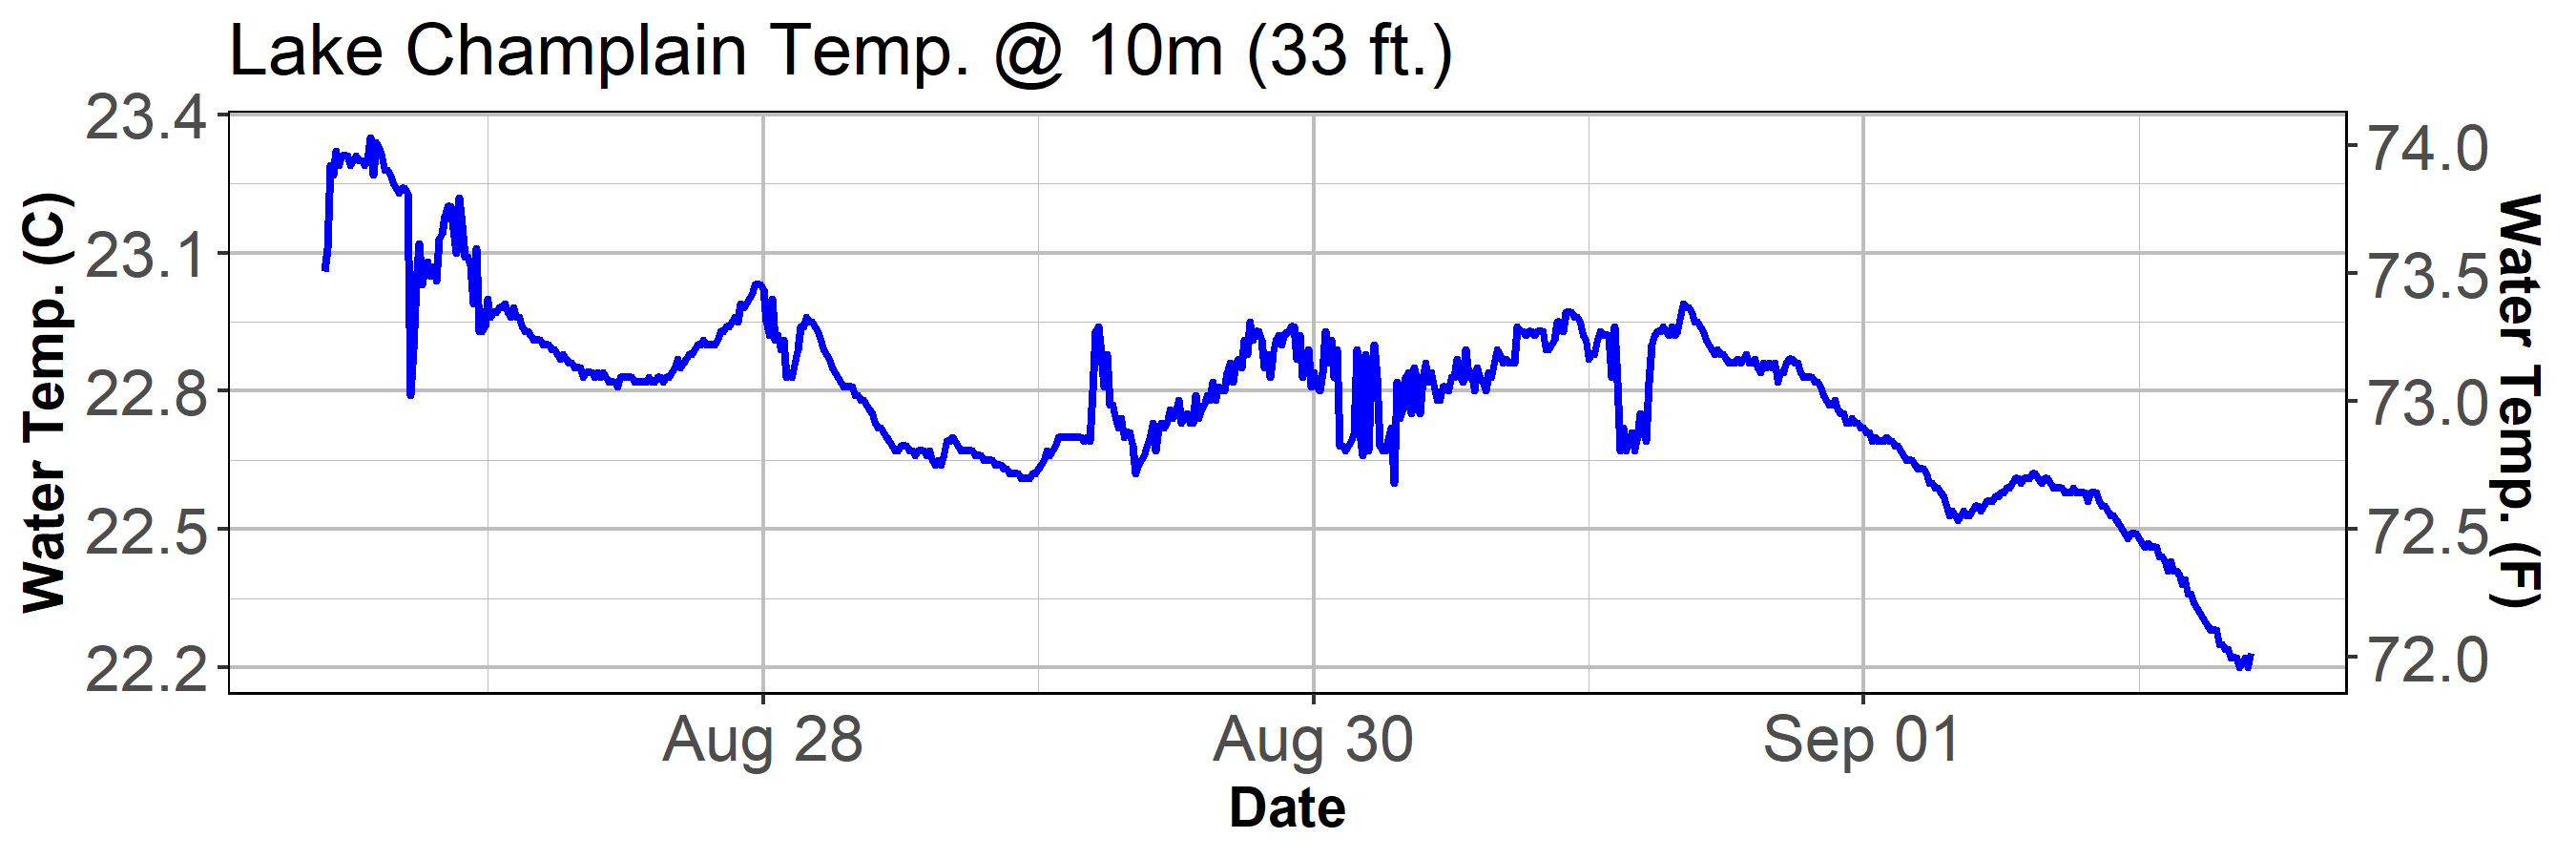 Lake Champlain Temp. @ 10m (33 ft.)
Water Temp. (C)
23.4
23.1
22.8
22.5
22.2
74.0
73.5
73.0
72.5
72.0
Water Temp. (F)
Aug 28
Aug 30
Sep 01
Date